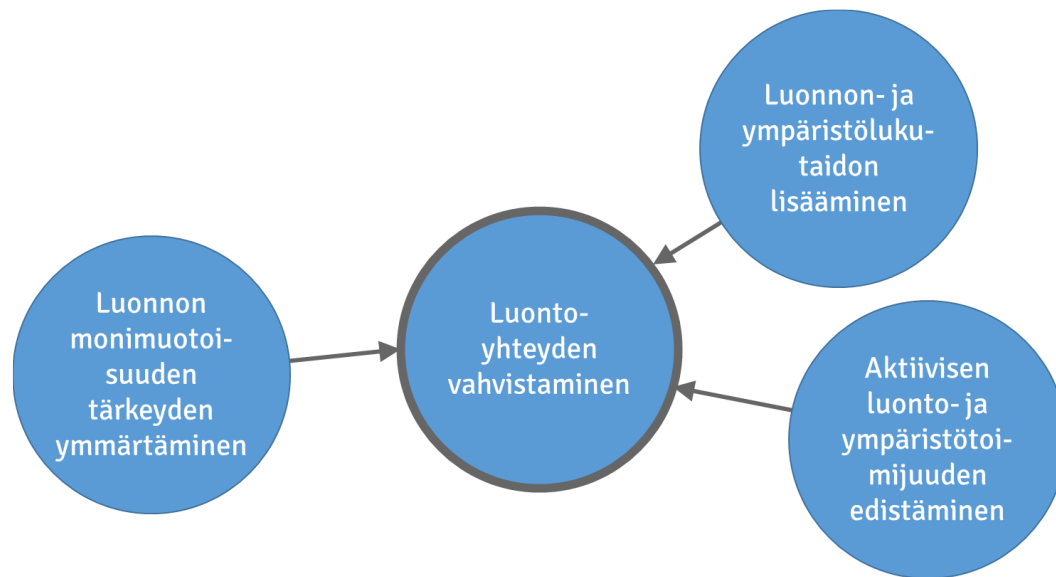 Luonnon- ja
ympäristöluku-
taidon
lisääminen
Luonnon
monimuotoi-
suuden
tärkeyden
ymmärtäminen
Luonto-
yhteyden
vahvistaminen
Aktiivisen
luonto- ja
ympäristötoi-
mijuuden
edistäminen